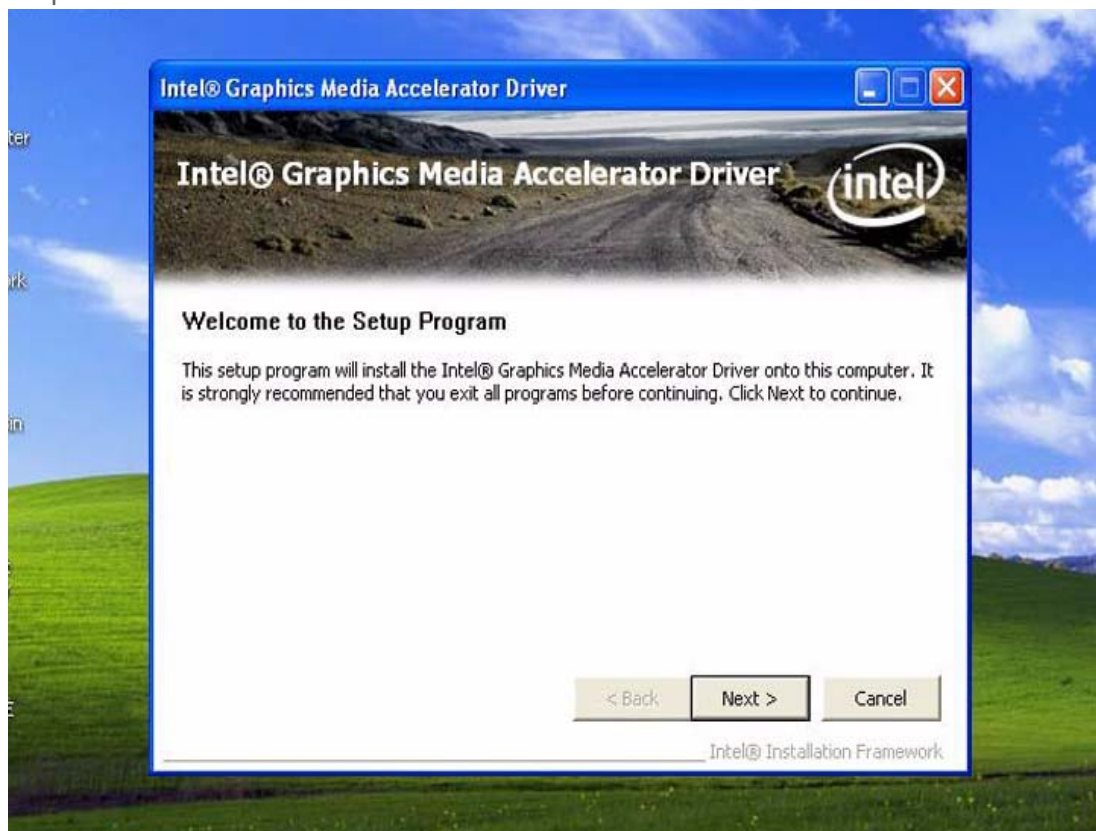 Intel® Graphics Media Accelerator Driver
Intel® Graphics Media Accelerator Driver
intel
Welcome to the Setup Program
This setup program will install the Intel® Graphics Media Accelerator Driver onto this computer. It
is strongly recommended that you exit all programs before continuing. Click Next to continue.
< Back
Next >
Cancel
Intel® Installation Framework